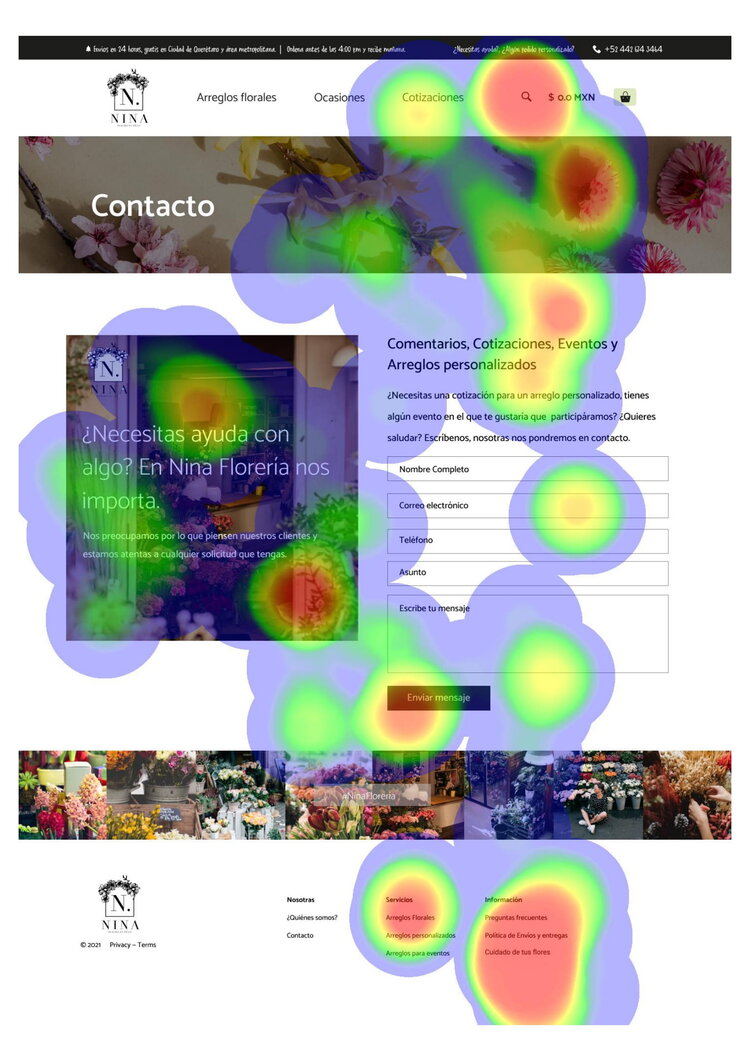 Envios en 24 horas, gratis en Ciudad de Querétaro y área metropolitana. | Ordena antes de las 4:00 pm y recibe mañana.
¿Necesitas ayuda?, ¿Algún pedido personalizado?
+52 442 614 3464
N.
NINA
Arreglos florales
Ocasiones
Cotizaciones
$ 0.0 MXN
Contacto
N.
NINA
¿Necesitas ayuda con
algo? En Nina Florería nos
importa.
Nos preocupamos por lo que piensen nuestros clientes y
estamos atentas a cualquier solicitud que tengas.
Comentarios, Cotizaciones, Eventos y
Arreglos personalizados
¿Necesitas una cotización para un arreglo personalizado, tienes
algún evento en el que te gustaría que participáramos? ¿Quieres
saludar? Escríbenos, nosotras nos pondremos en contacto.
Nombre Completo
Correo electrónico
Teléfono
Asunto
Escribe tu mensaje
Enviar mensaje
#NinaFlorería
N.
NINA
© 2021 Privacy – Terms
Nosotras
¿Quiénes somos?
Contacto
Servicios
Arreglos Florales
Arreglos personalizados
Arreglos para eventos
Información
Preguntas frecuentes
Política de Envíos y entregas
Cuidado de tus flores